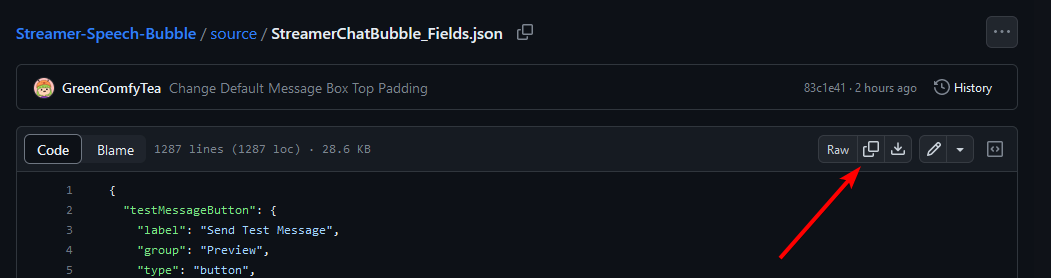 Streamer-Speech-Bubble / source / StreamerChatBubble_Fields.json
GreenComfyTea Change Default Message Box Top Padding 83c1e41 · 2 hours ago History
Code Blame 1287 lines (1287 loc) · 28.6 KB Raw
1 {
2 "testMessageButton": {
3 "label": "Send Test Message",
4 "group": "Preview",
5 "type": "button",